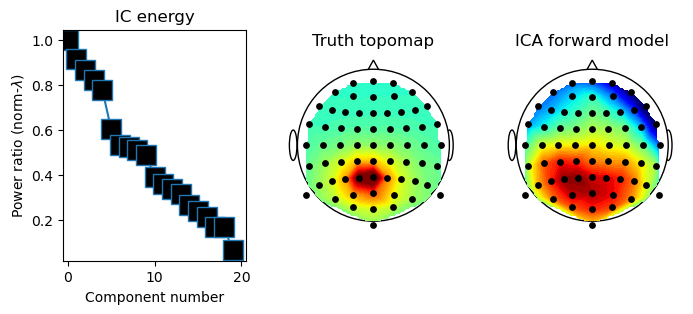 IC energy
Truth topomap
ICA forward model
Power ratio (norm-λ)
1.0
0.8
0.6
0.4
0.2
0
10
20
Component number